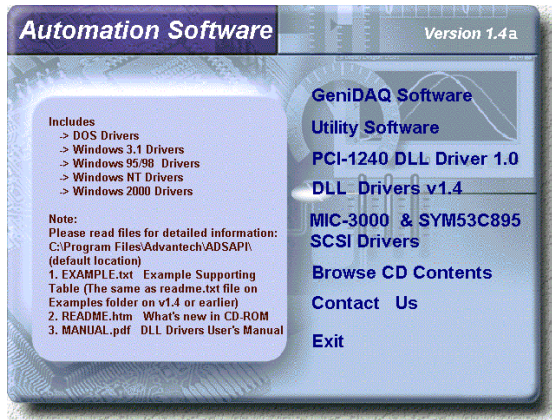 Automation Software
Version 1.4a
Includes
-> DOS Drivers
-> Windows 3.1 Drivers
-> Windows 95/98 Drivers
-> Windows NT Drivers
-> Windows 2000 Drivers
Note:
Please read files for detailed information:
C:\Program Files\Advantech\ADSAPI\
(default location)
1. EXAMPLE.txt Example Supporting
Table (The same as readme.txt file on
Examples folder on v1.4 or earlier)
2. README.htm What's new in CD-ROM
3. MANUAL.pdf DLL Drivers User's Manual
GeniDAQ Software
Utility Software
PCI-1240 DLL Driver 1.0
DLL Drivers v1.4
MIC-3000 & SYM53C895
SCSI Drivers
Browse CD Contents
Contact Us
Exit